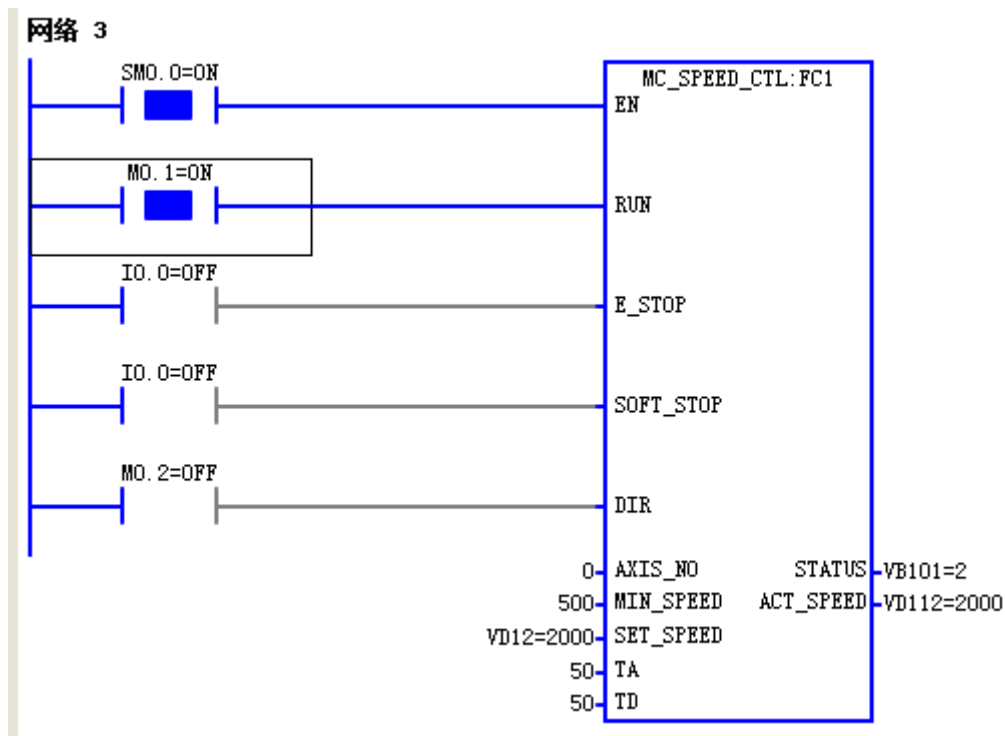 网络 3
SM0.0=ON
MC_SPEED_CTL:FC1
EN
M0.1=ON
RUN
I0.0=OFF
E_STOP
I0.0=OFF
SOFT_STOP
M0.2=OFF
DIR
0 AXIS_NO STATUS VB101=2
500 MIN_SPEED ACT_SPEED VD112=2000
VD12=2000 SET_SPEED
50 TA
50 TD